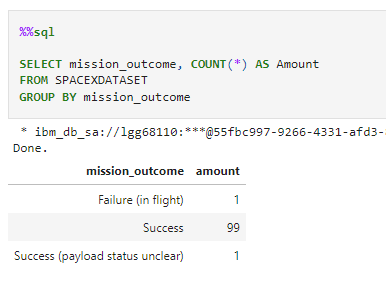 %%sql
SELECT mission_outcome, COUNT(*) AS Amount
FROM SPACEXDATASET
GROUP BY mission_outcome
* ibm_db_sa://lgg68110:***@55fbc997-9266-4331-afd3-
Done.
mission_outcome amount
Failure (in flight) 1
Success 99
Success (payload status unclear) 1